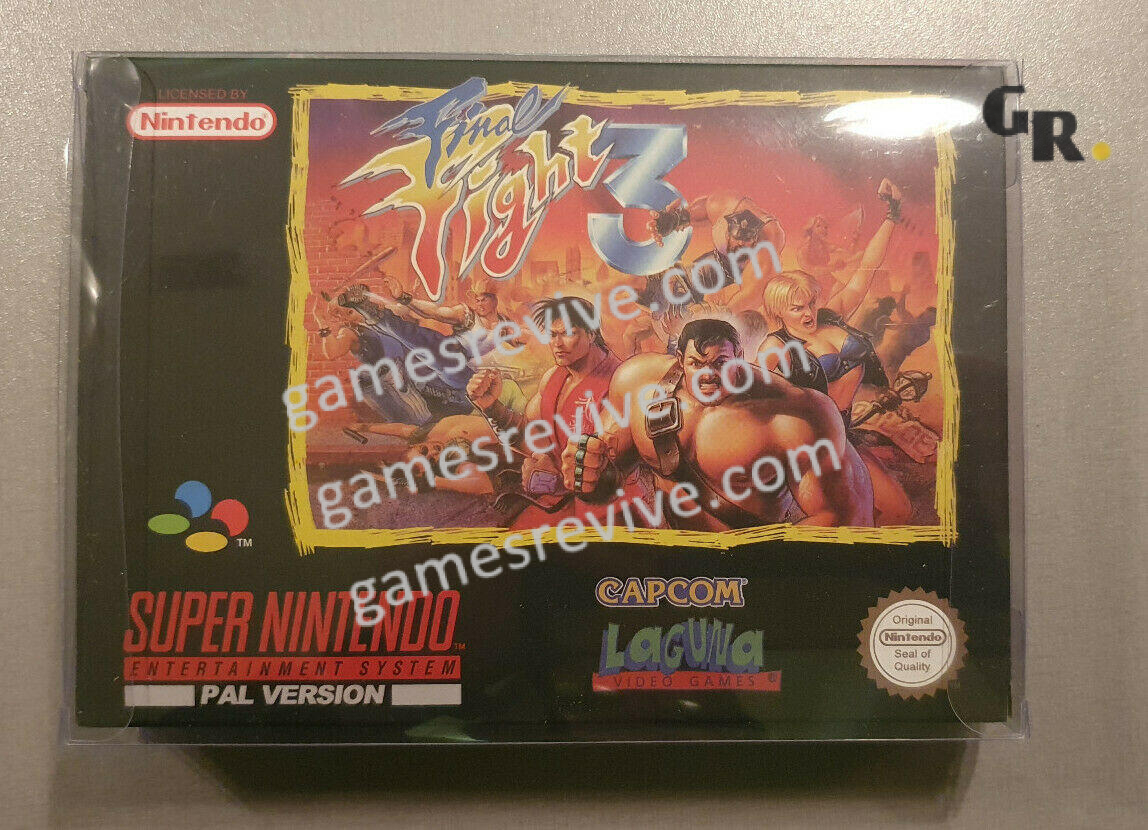 LICENSED BY
Nintendo
Final
Fight 3
GR.
gamesrevive.com
gamesrevive.com
gamesrevive.com
TM
SUPER NINTENDO TM
ENTERTAINMENT SYSTEM
PAL VERSION
CAPCOM
LAGUNA
VIDEO GAMES ®
Original
Nintendo
Seal of
Quality